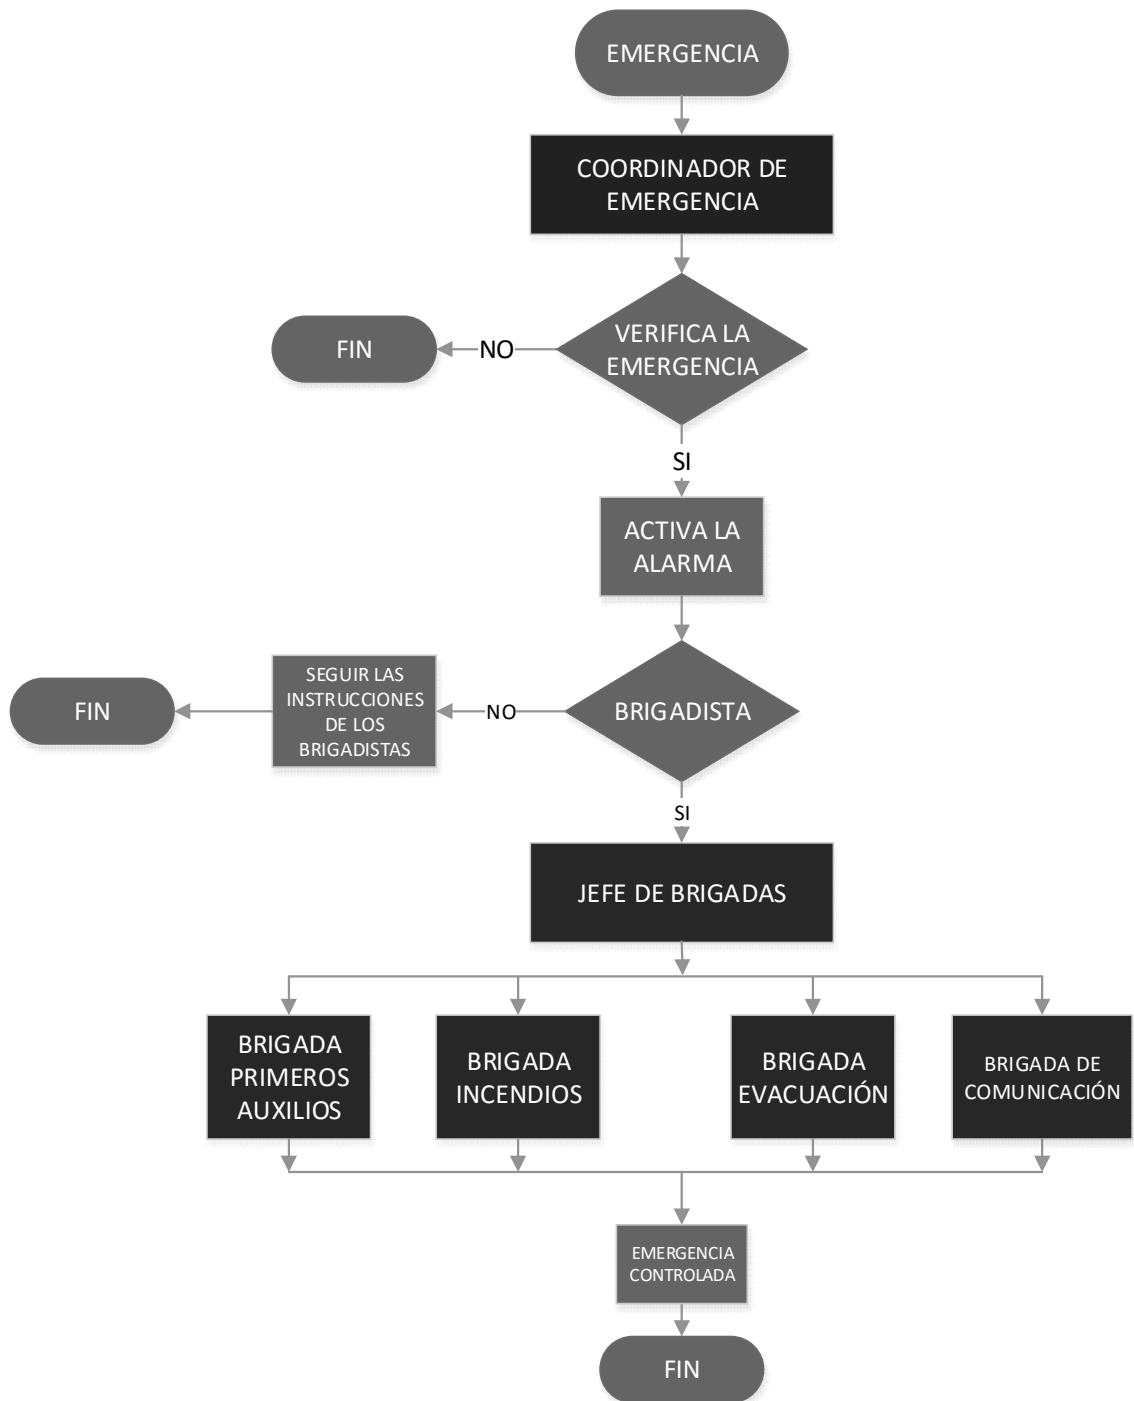 EMERGENCIA
COORDINADOR DE
EMERGENCIA
VERIFICA LA
EMERGENCIA
NO
FIN
SI
ACTIVA LA
ALARMA
BRIGADISTA
NO
SEGUIR LAS
INSTRUCCIONES
DE LOS
BRIGADISTAS
FIN
SI
JEFE DE BRIGADAS
BRIGADA
PRIMEROS
AUXILIOS
BRIGADA
INCENDIOS
BRIGADA
EVACUACIÓN
BRIGADA DE
COMUNICACIÓN
EMERGENCIA
CONTROLADA
FIN